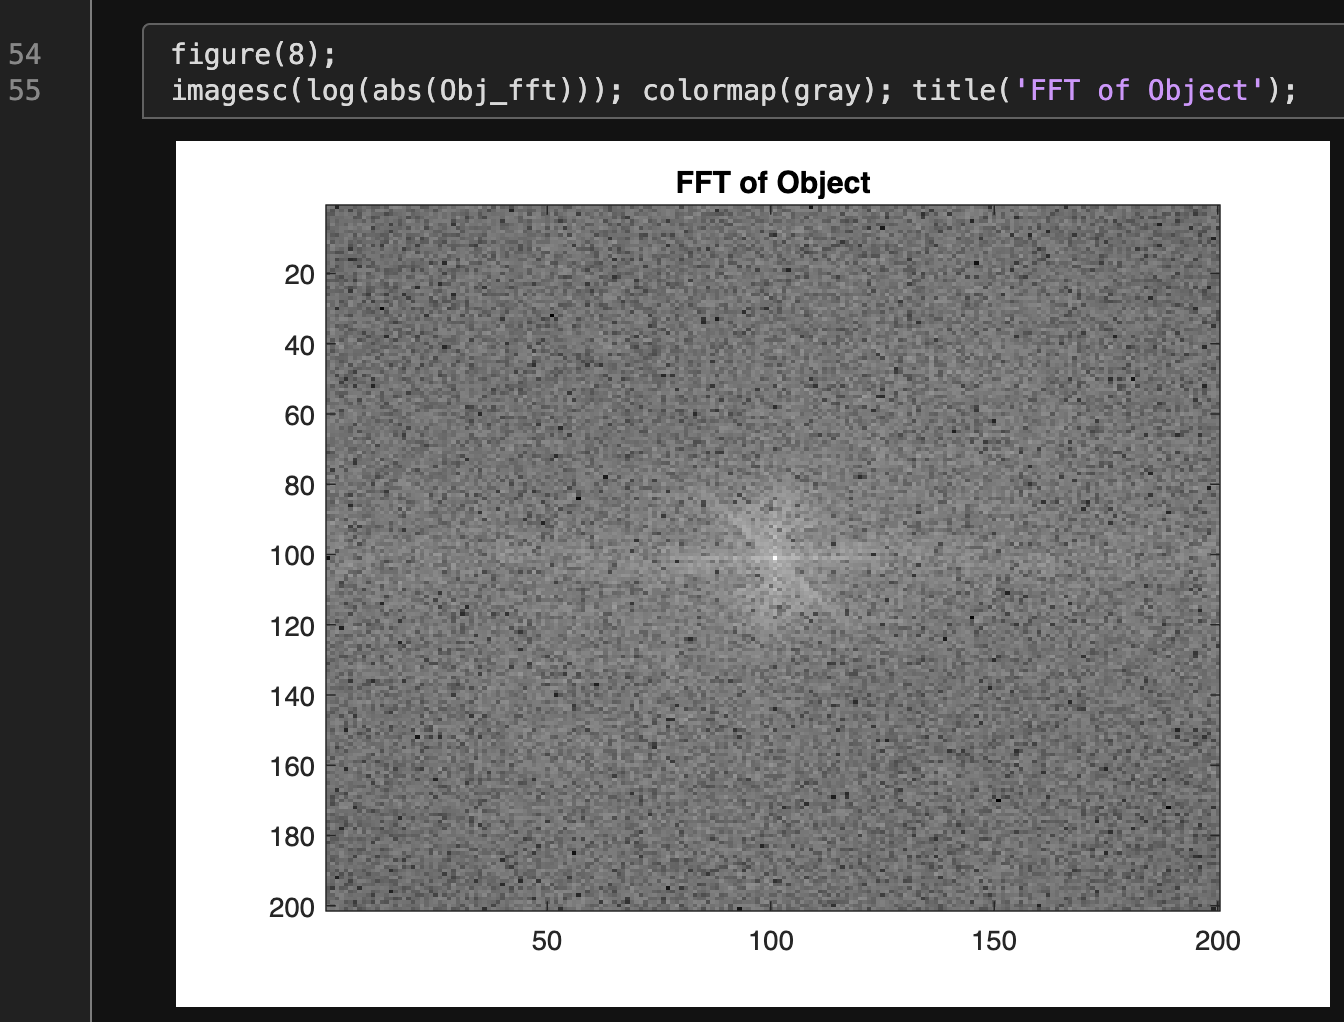 54 figure(8);
55 imagesc(log(abs(Obj_fft))); colormap(gray); title('FFT of Object');
FFT of Object
20
40
60
80
100
120
140
160
180
200
50 100 150 200